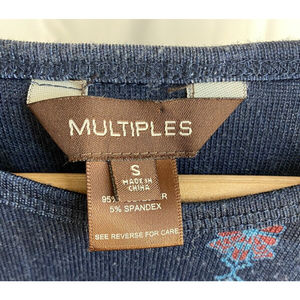 MULTIPLES
S
MADE IN
CHINA
95%
5% SPANDEX
SEE REVERSE FOR CARE